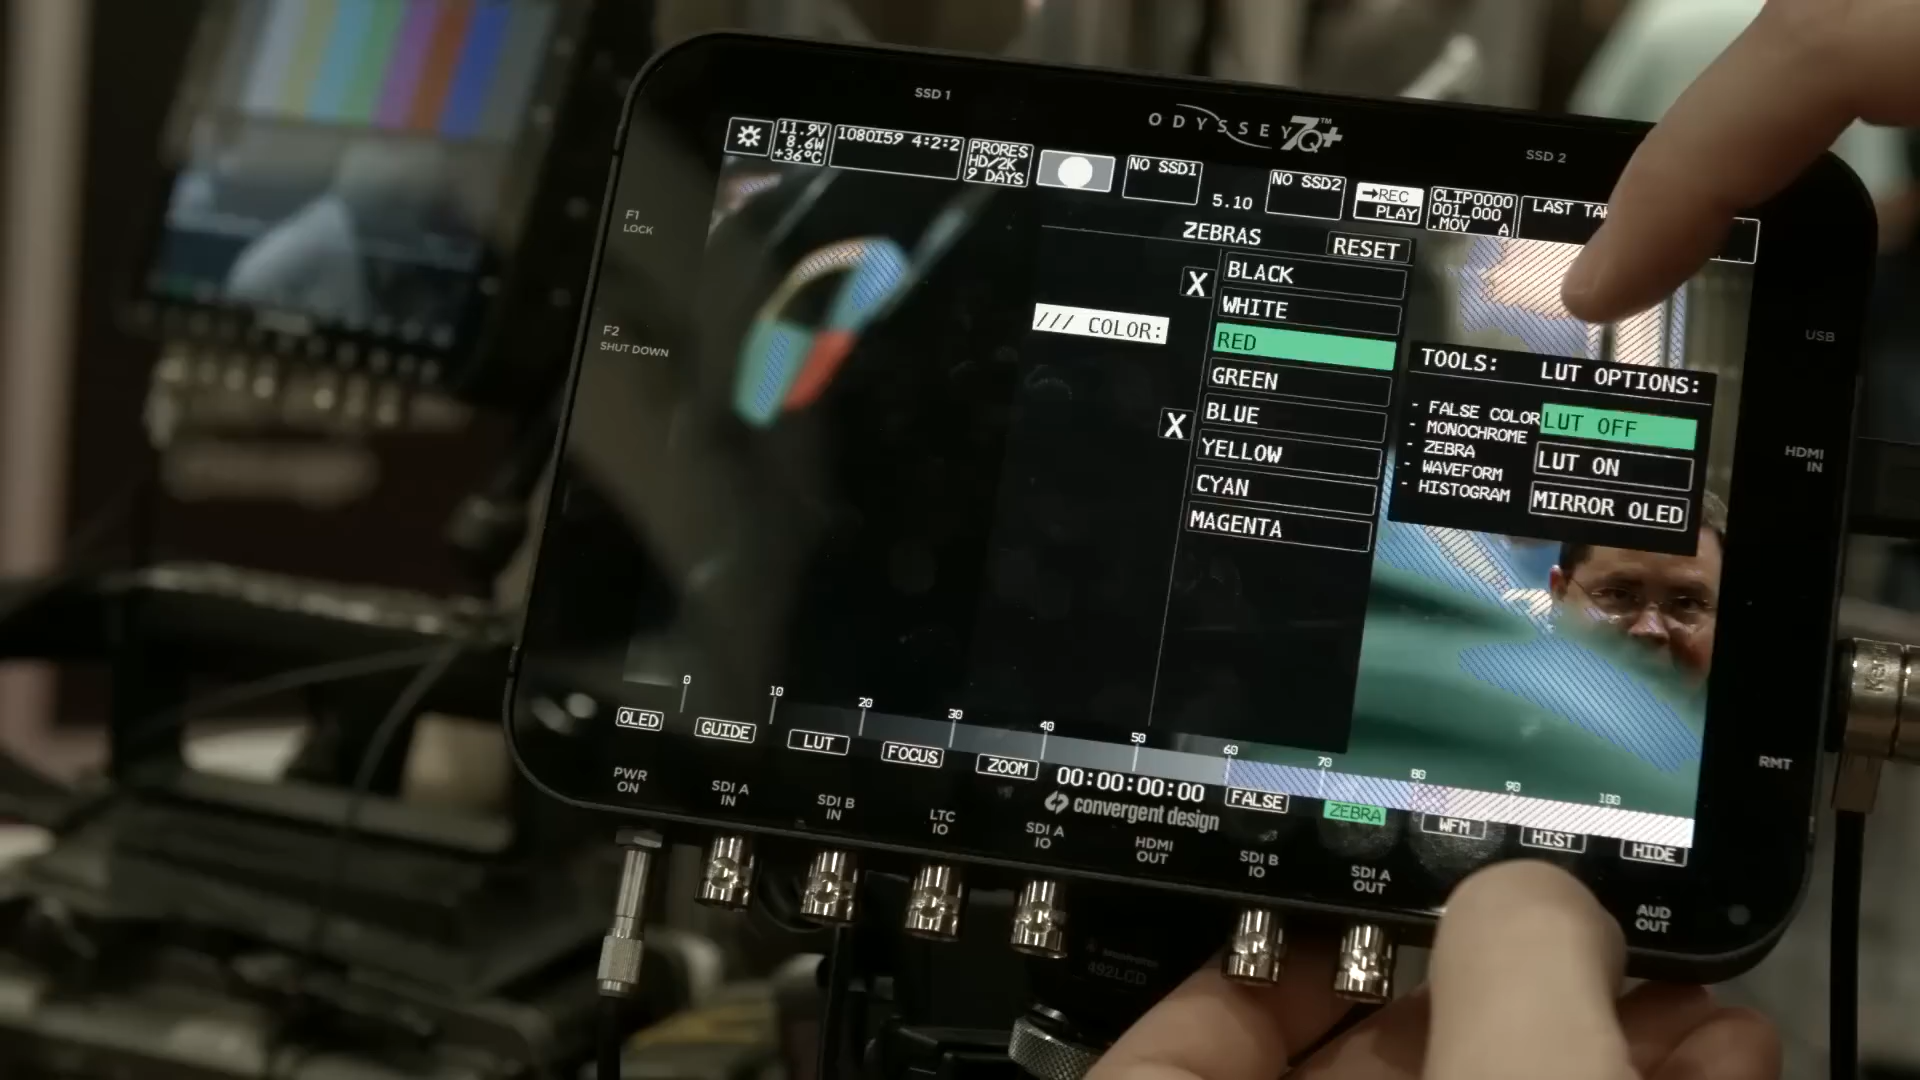 SSD 1
ODYSSEY 7Q+™
SSD 2
11.9V
8.6W
+36°C
1080I59 4:2:2
PRORES
HD/2K
9 DAYS
NO SSD1
5.10
NO SSD2
→REC
PLAY
CLIP0000
001_000
.MOV A
LAST
F1
LOCK
F2
SHUT DOWN
ZEBRAS
RESET
X
BLACK
WHITE
/// COLOR:
RED
GREEN
X
BLUE
YELLOW
CYAN
MAGENTA
TOOLS:
LUT OPTIONS:
- FALSE COLOR
- MONOCHROME
- ZEBRA
- WAVEFORM
- HISTOGRAM
LUT OFF
LUT ON
MIRROR OLED
USB
HDMI
IN
RMT
0 10 20 30 40 50 60 70 80 90 100
OLED
GUIDE
LUT
FOCUS
ZOOM
00:00:00:00
FALSE
ZEBRA
WFM
HIST
HIDE
convergent design
PWR
ON
SDI A
IN
SDI B
IN
LTC
IO
SDI A
IO
HDMI
OUT
SDI B
IO
SDI A
OUT
AUD
OUT
492LCD